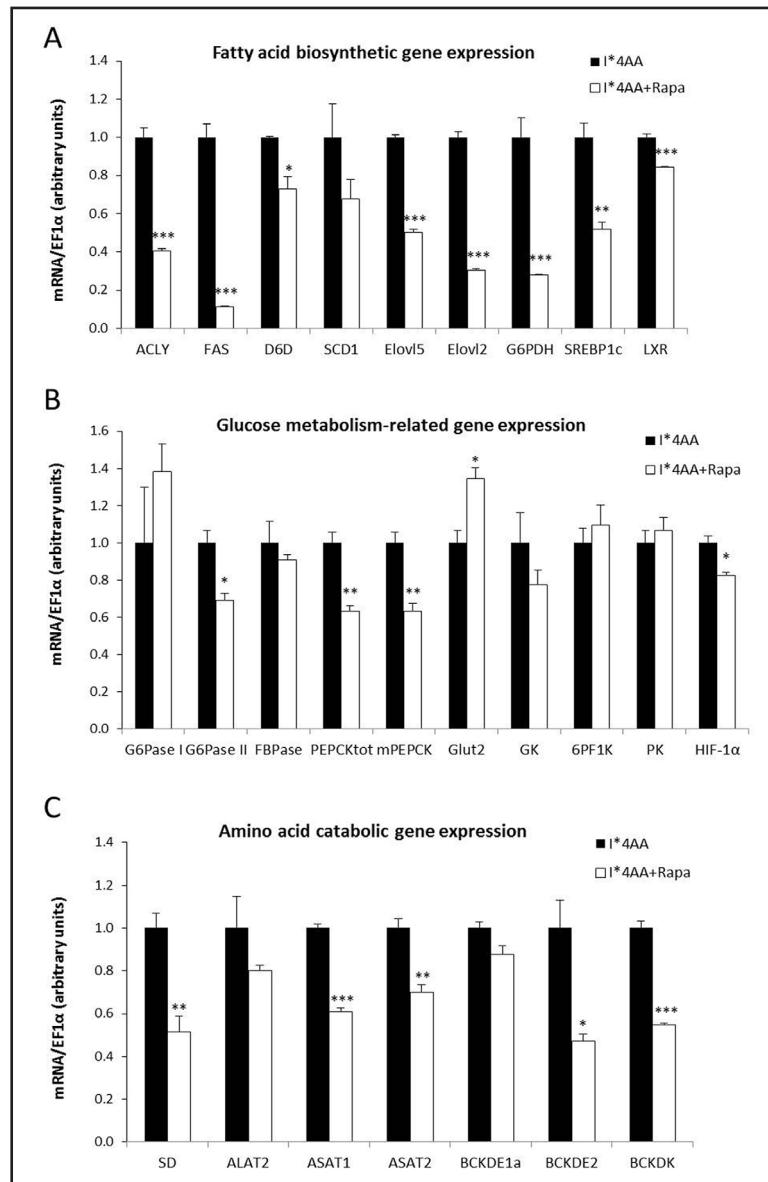 A
Fatty acid biosynthetic gene expression
I*4AA
I*4AA+Rapa
mRNA/EF1α (arbitrary units)
1.4
1.2
1.0
0.8
0.6
0.4
0.2
0.0
***
***
*
***
***
***
**
***
ACLY FAS D6D SCD1 Elovl5 Elovl2 G6PDH SREBP1c LXR
B
Glucose metabolism-related gene expression
I*4AA
I*4AA+Rapa
mRNA/EF1α (arbitrary units)
1.6
1.4
1.2
1.0
0.8
0.6
0.4
0.2
0.0
*
**
**
*
*
G6Pase I G6Pase II FBPase PEPCKtot mPEPCK Glut2 GK 6PF1K PK HIF-1α
C
Amino acid catabolic gene expression
I*4AA
I*4AA+Rapa
mRNA/EF1α (arbitrary units)
1.4
1.2
1.0
0.8
0.6
0.4
0.2
0.0
**
***
**
*
***
SD ALAT2 ASAT1 ASAT2 BCKDE1a BCKDE2 BCKDK